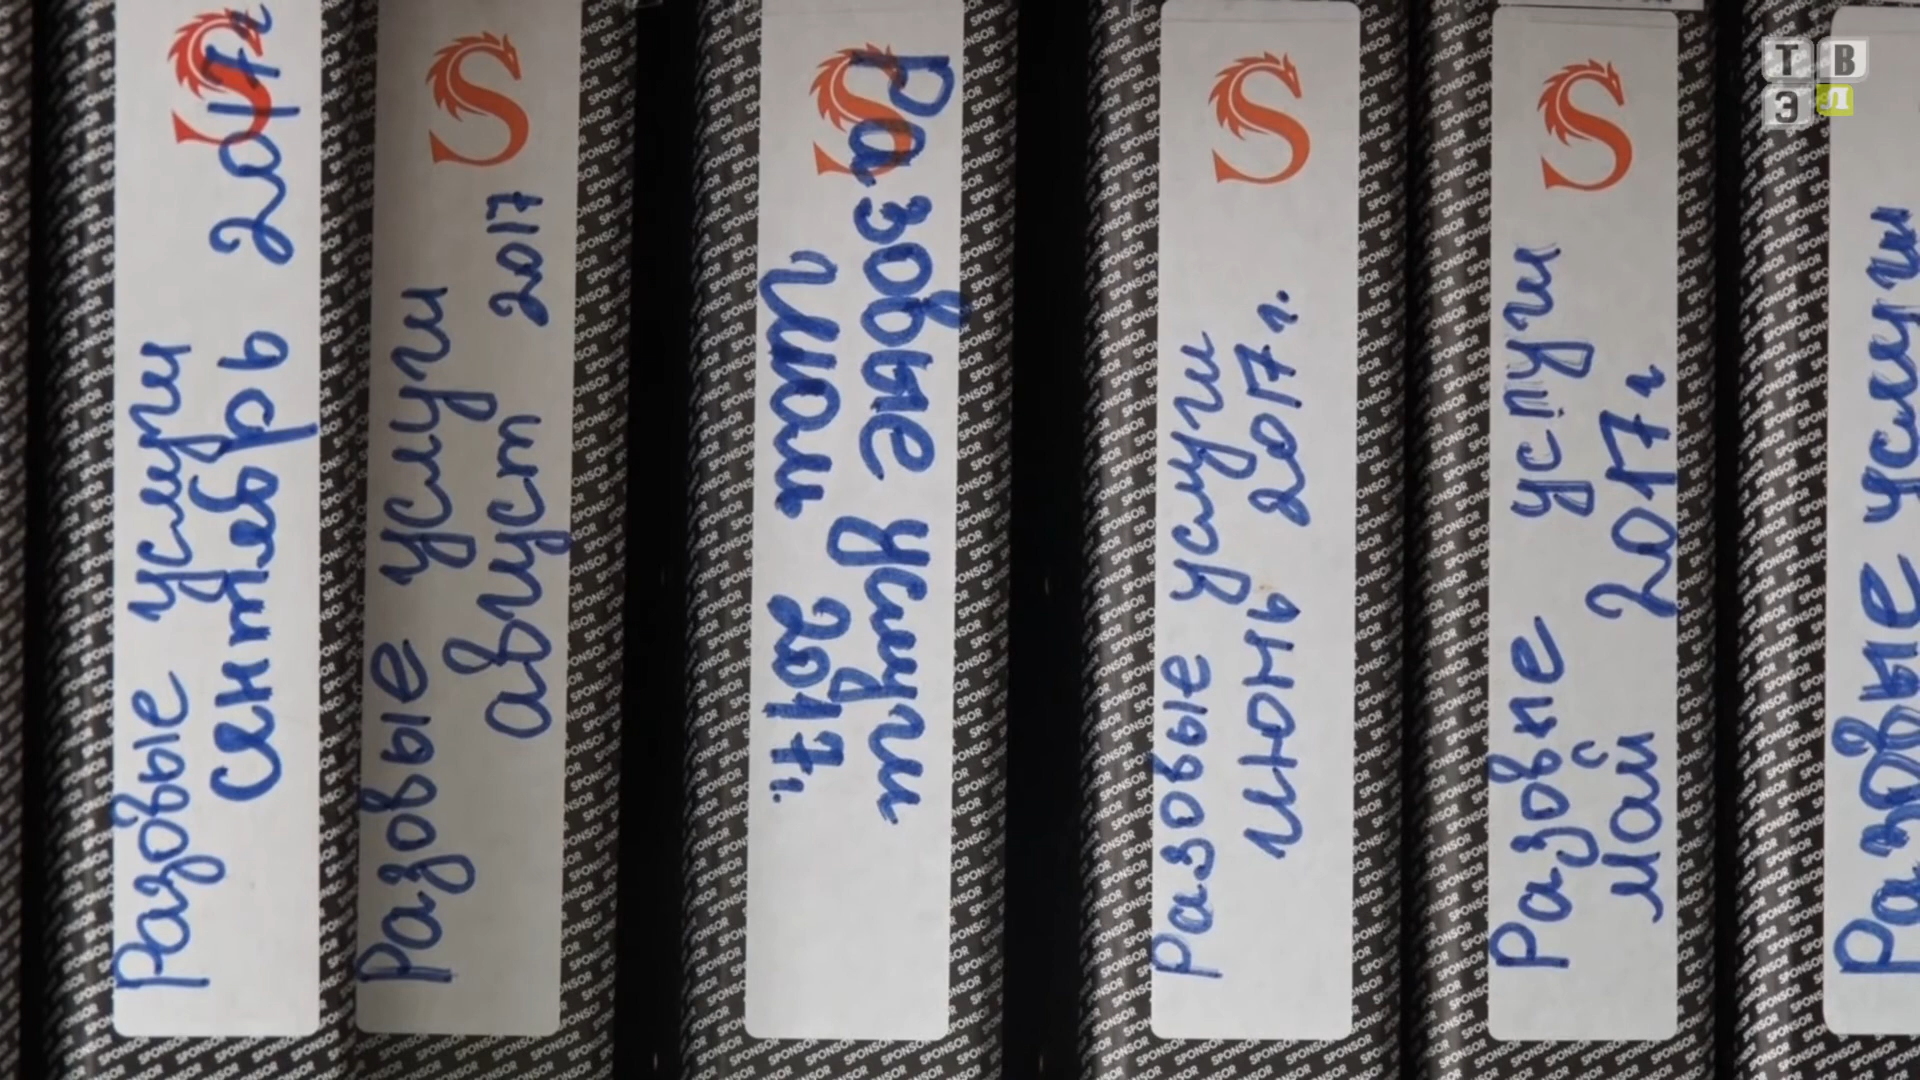 Разовые услуги
сентябрь 2017г
Разовые услуги
август 2017
Разовые услуги
Июль 2017г.
Разовые услуги
июнь 2017г.
Разовые услуги
май 2017г
Разовые услуги
ТВ
ЭЛ